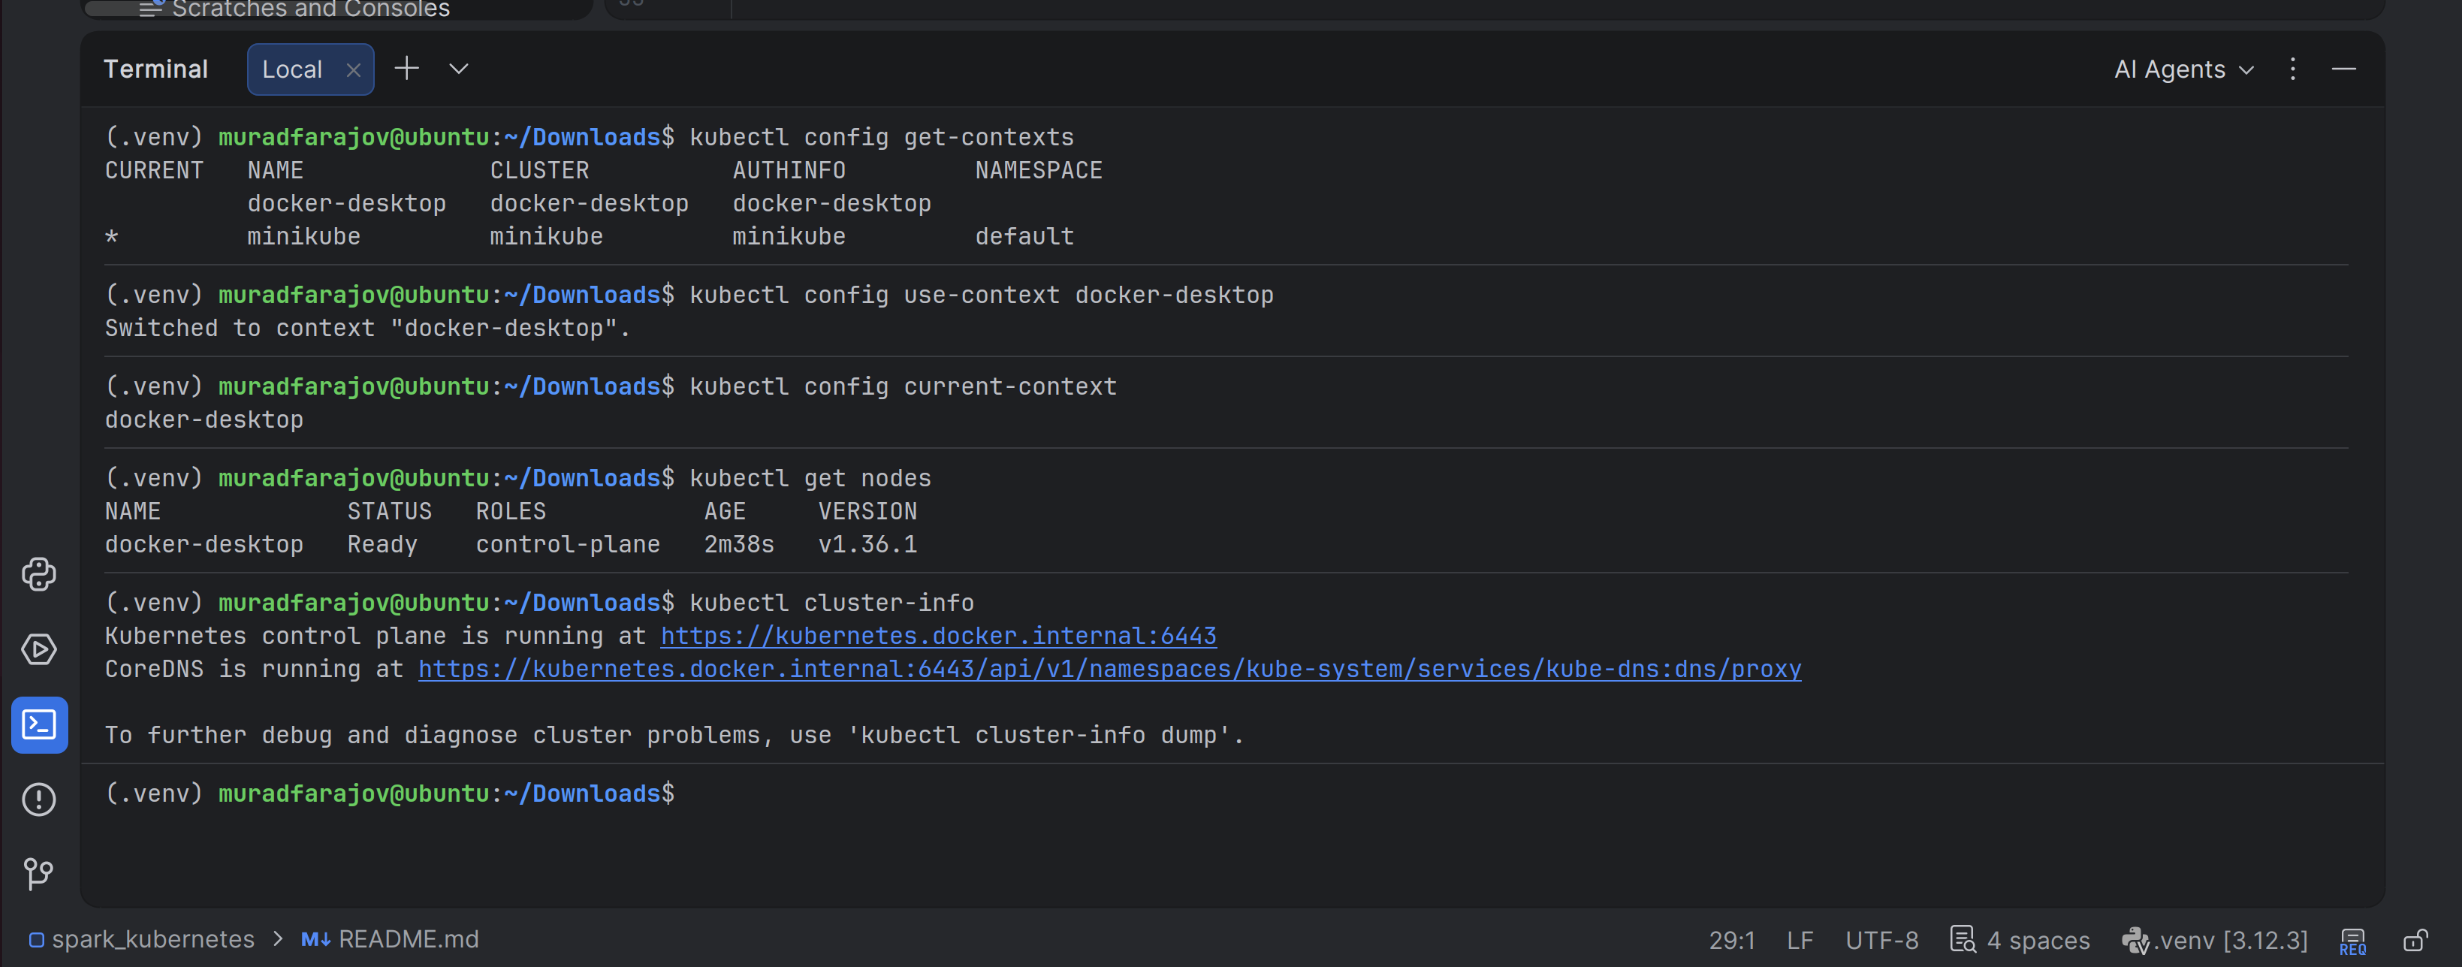 Scratches and Consoles
Terminal Local AI Agents
(.venv) muradfarajov@ubuntu:~/Downloads$ kubectl config get-contexts
CURRENT NAME CLUSTER AUTHINFO NAMESPACE
docker-desktop docker-desktop docker-desktop
* minikube minikube minikube default
(.venv) muradfarajov@ubuntu:~/Downloads$ kubectl config use-context docker-desktop
Switched to context "docker-desktop".
(.venv) muradfarajov@ubuntu:~/Downloads$ kubectl config current-context
docker-desktop
(.venv) muradfarajov@ubuntu:~/Downloads$ kubectl get nodes
NAME STATUS ROLES AGE VERSION
docker-desktop Ready control-plane 2m38s v1.36.1
(.venv) muradfarajov@ubuntu:~/Downloads$ kubectl cluster-info
Kubernetes control plane is running at https://kubernetes.docker.internal:6443
CoreDNS is running at https://kubernetes.docker.internal:6443/api/v1/namespaces/kube-system/services/kube-dns:dns/proxy
To further debug and diagnose cluster problems, use 'kubectl cluster-info dump'.
(.venv) muradfarajov@ubuntu:~/Downloads$
spark_kubernetes > M↓ README.md 29:1 LF UTF-8 4 spaces .venv [3.12.3] REQ